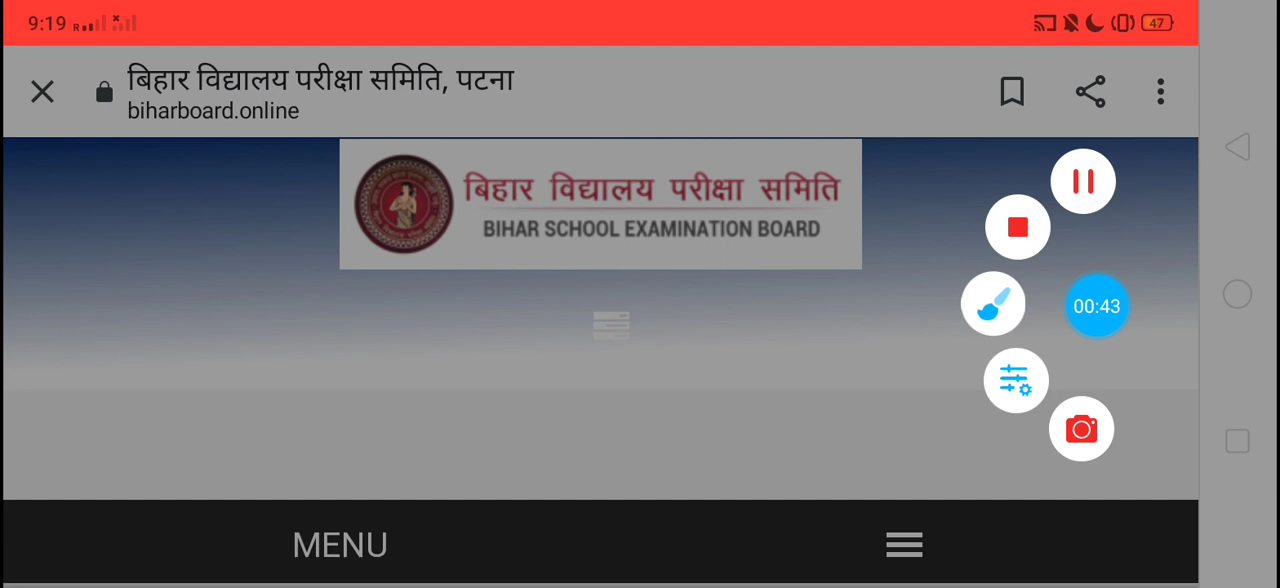 9:19 R 47
बिहार विद्यालय परीक्षा समिति, पटना
biharboard.online
बिहार विद्यालय परीक्षा समिति
BIHAR SCHOOL EXAMINATION BOARD
00:43
MENU